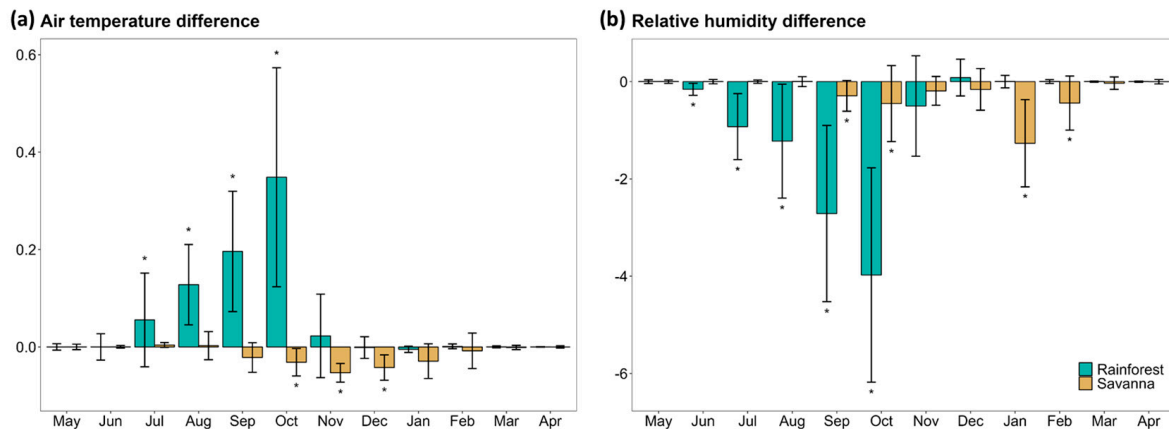 (a) Air temperature difference
0.6
0.4
0.2
0.0
May Jun Jul Aug Sep Oct Nov Dec Jan Feb Mar Apr
* * * * * * *
(b) Relative humidity difference
0
-2
-4
-6
* * * * * * * * *
Rainforest
Savanna
May Jun Jul Aug Sep Oct Nov Dec Jan Feb Mar Apr